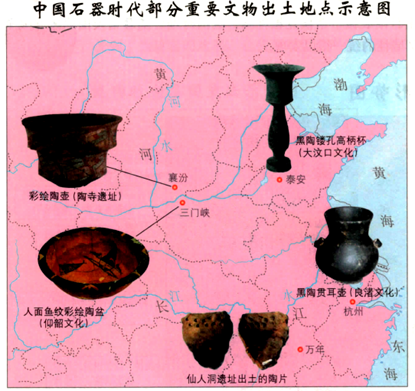 中国石器时代部分重要文物出土地点示意图
黄
河
渤
海
黑陶镂孔高柄杯
(大汶口文化)
河
水
襄汾
泰安
彩绘陶壶(陶寺遗址)
三门峡
黄
海
人面鱼纹彩绘陶盆
(仰韶文化)
黑陶贯耳壶(良渚文化)
长
江
江
水
杭州
仙人洞遗址出土的陶片
万年
东
海